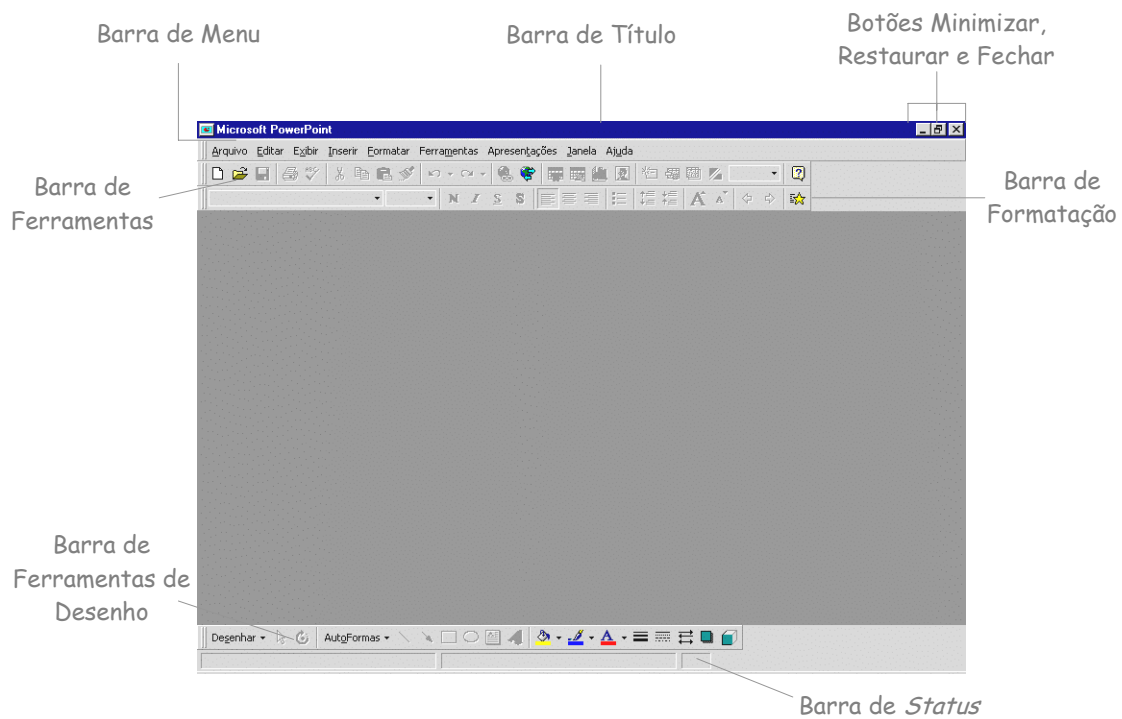 Barra de Menu
Barra de Título
Botões Minimizar,
Restaurar e Fechar
Microsoft PowerPoint
Arquivo Editar Exibir Inserir Formatar Ferramentas Apresentações Janela Ajuda
Barra de
Ferramentas
N I S S
A A
Barra de
Formatação
Barra de
Ferramentas de
Desenho
Desenhar AutoFormas A
Barra de Status